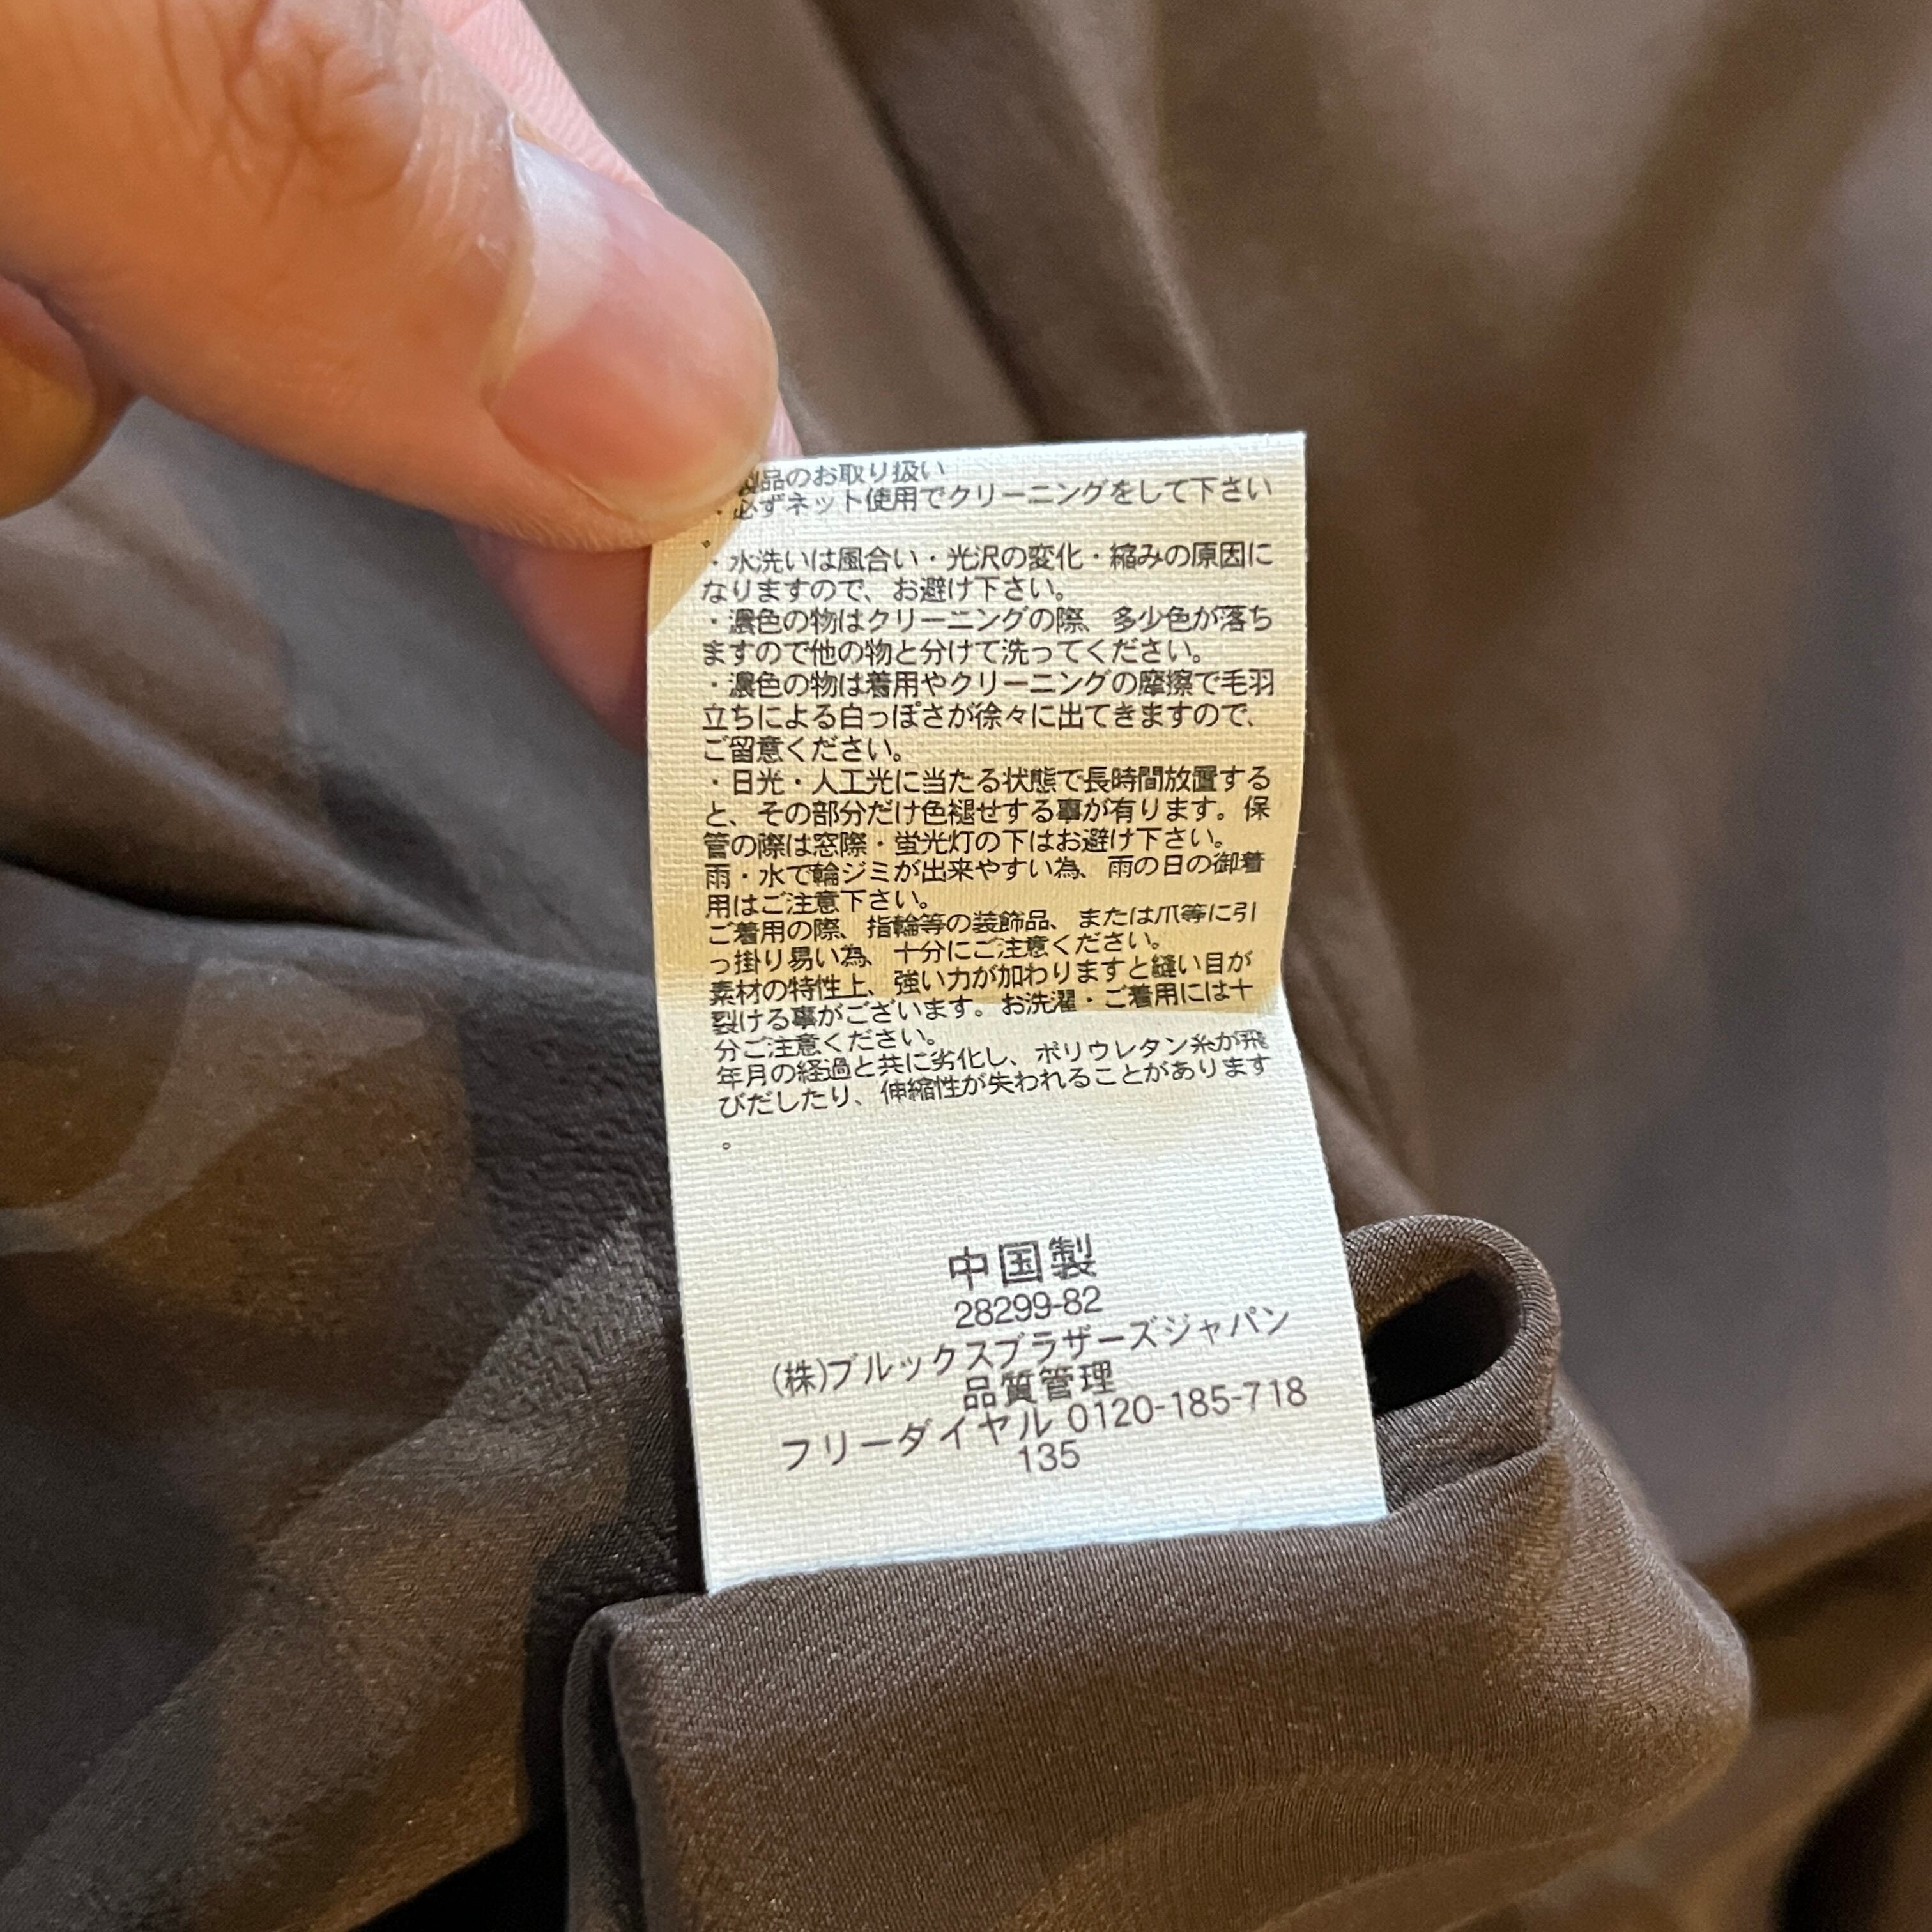 製品のお取り扱い
・必ずネット使用でクリーニングをして下さい
。
・水洗いは風合い・光沢の変化・縮みの原因に
なりますので、お避け下さい。
・濃色の物はクリーニングの際、多少色が落ち
ますので他の物と分けて洗ってください。
・濃色の物は着用やクリーニングの摩擦で毛羽
立ちによる白っぽさが徐々に出てきますので、
ご留意ください。
・日光・人工光に当たる状態で長時間放置する
と、その部分だけ色褪せする事が有ります。保
管の際は窓際・蛍光灯の下はお避け下さい。
雨・水で輪ジミが出来やすい為、雨の日の御着
用はご注意下さい。
ご着用の際、指輪等の装飾品、または爪等に引
っ掛り易い為、十分にご注意ください。
素材の特性上、強い力が加わりますと縫い目が
裂ける事がございます。お洗濯・ご着用には十
分ご注意ください。
年月の経過と共に劣化し、ポリウレタン糸が飛
びだしたり、伸縮性が失われることがあります
。
中国製
28299-82
(株)ブルックスブラザーズジャパン
品質管理
フリーダイヤル 0120-185-718
135